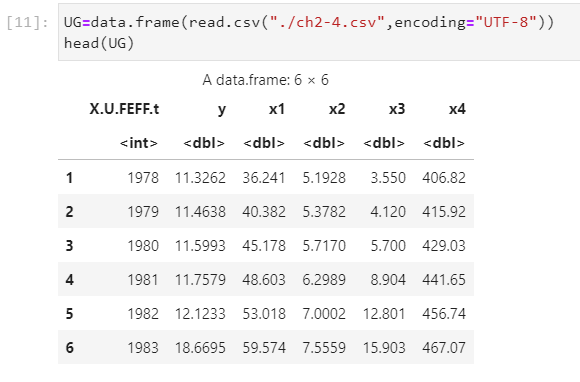 [11]: UG=data.frame(read.csv("./ch2-4.csv",encoding="UTF-8"))
head(UG)
A data.frame: 6 × 6
X.U.FEFF.t y x1 x2 x3 x4
<int> <dbl> <dbl> <dbl> <dbl> <dbl>
1 1978 11.3262 36.241 5.1928 3.550 406.82
2 1979 11.4638 40.382 5.3782 4.120 415.92
3 1980 11.5993 45.178 5.7170 5.700 429.03
4 1981 11.7579 48.603 6.2989 8.904 441.65
5 1982 12.1233 53.018 7.0002 12.801 456.74
6 1983 18.6695 59.574 7.5559 15.903 467.07